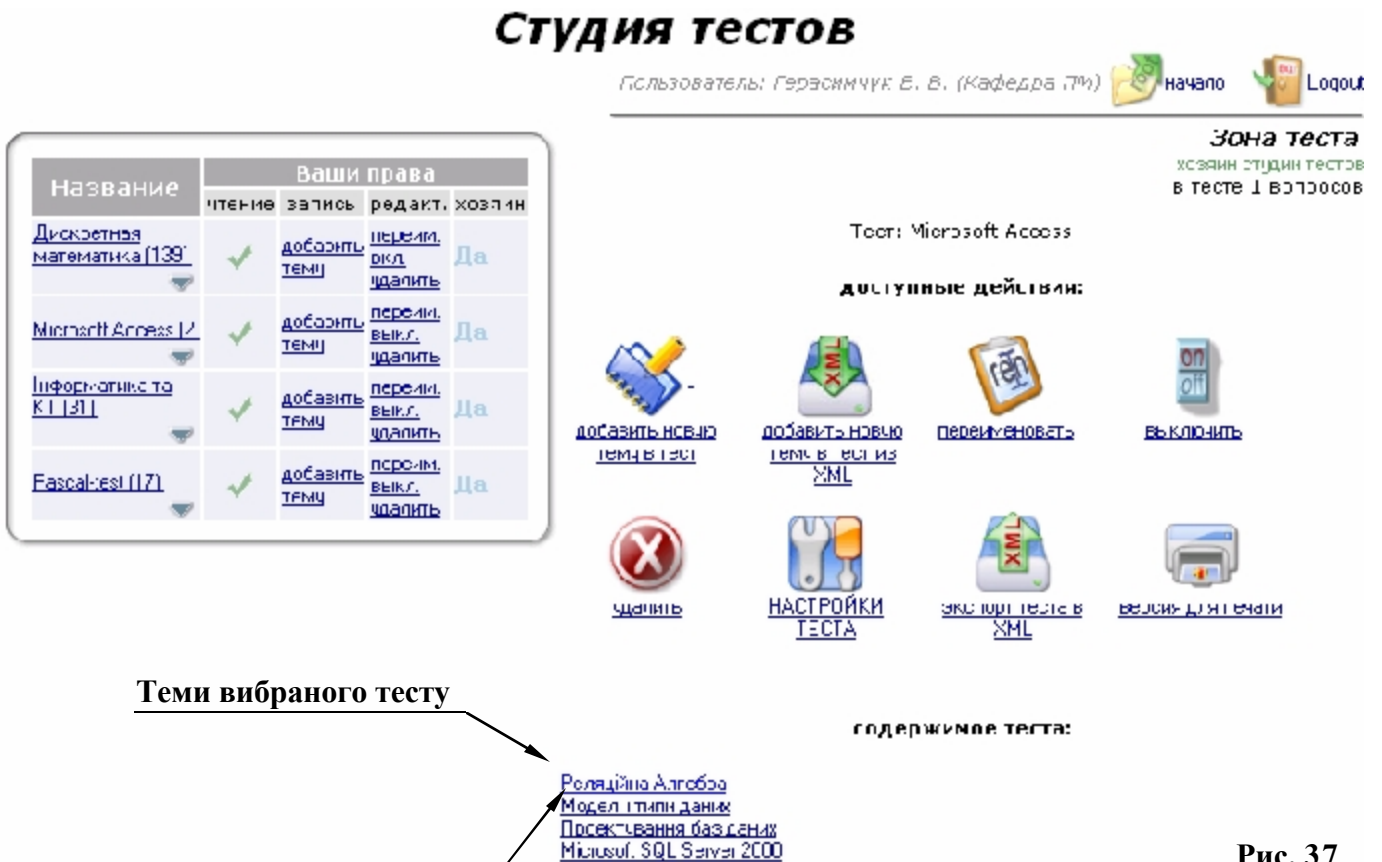 Студия тестов
Пользователь: Герасимчук В. В. (Кафедра ПМ)
начало
Logout
Зона теста
хозяин студии тестов
в тесте 1 вопросов
Название
Ваши права
чтение запись редакт. хозяин
Дискретная математика (139)
добавить тему
переим.
вкл.
удалить
Да
Microsoft Access
добавить тему
переим.
выкл.
удалить
Да
Інформатика та
КТ (31)
добавить тему
переим.
выкл.
удалить
Да
Pascal-test (17)
добавить тему
переим.
выкл.
удалить
Да
Тест: Microsoft Access
доступные действия:
добавить новую
тему в тест
добавить новую
тему в тест из
XML
переименовать
выключить
удалить
НАСТРОЙКИ
ТЕСТА
экспорт теста в
XML
версия для печати
Теми вибраного тесту
содержимое теста:
Реляційна Алгебра
Моделі і типи даних
Проектування баз даних
Microsoft SQL Server 2000
Рис. 37